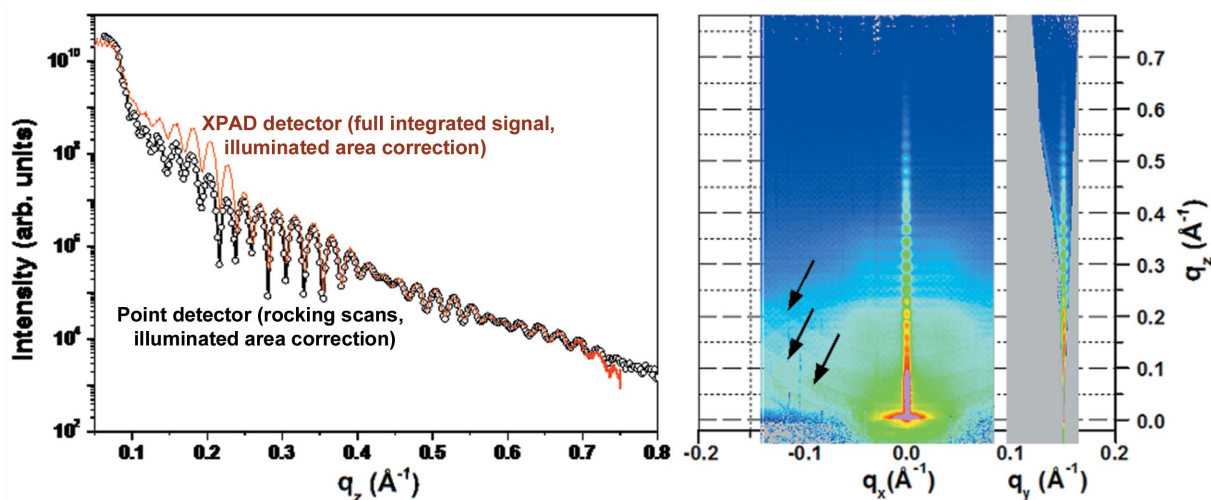 Intensity (arb. units)
10¹⁰
10⁸
10⁶
10⁴
10²
XPAD detector (full integrated signal,
illuminated area correction)
Point detector (rocking scans,
illuminated area correction)
0.1 0.2 0.3 0.4 0.5 0.6 0.7 0.8
q_z (Å⁻¹)
0.7
0.6
0.5
0.4
0.3
0.2
0.1
0.0
q_z (Å⁻¹)
-0.2 -0.1 0.0 0.1 0.2
q_x(Å⁻¹) q_y (Å⁻¹)